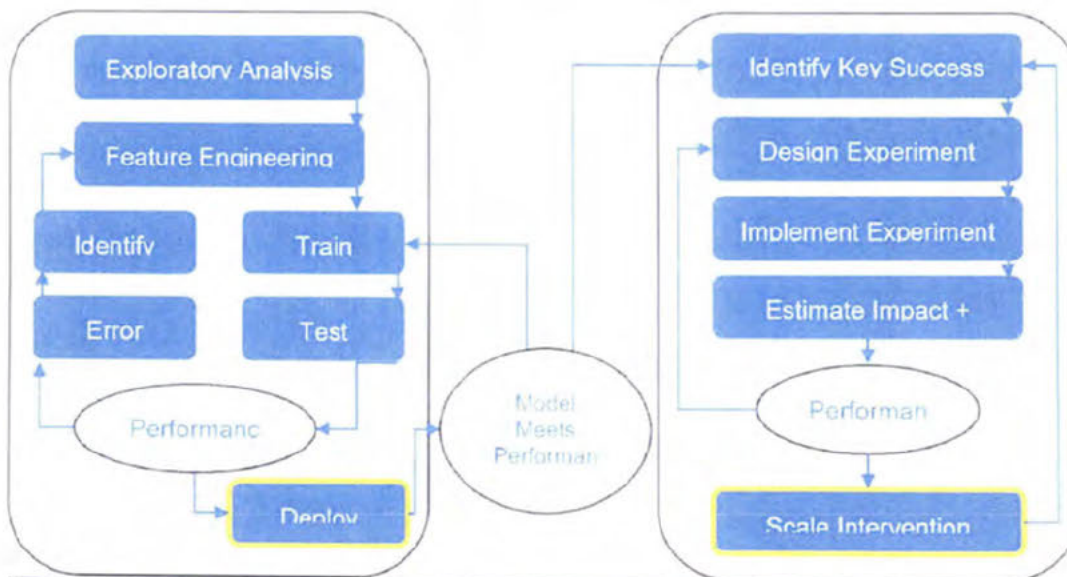 Exploratory Analysis
Feature Engineering
Identify
Train
Error
Test
Performanc
Deploy
Model
Meets
Performan
Identify Key Success
Design Experiment
Implement Experiment
Estimate Impact +
Performan
Scale Intervention